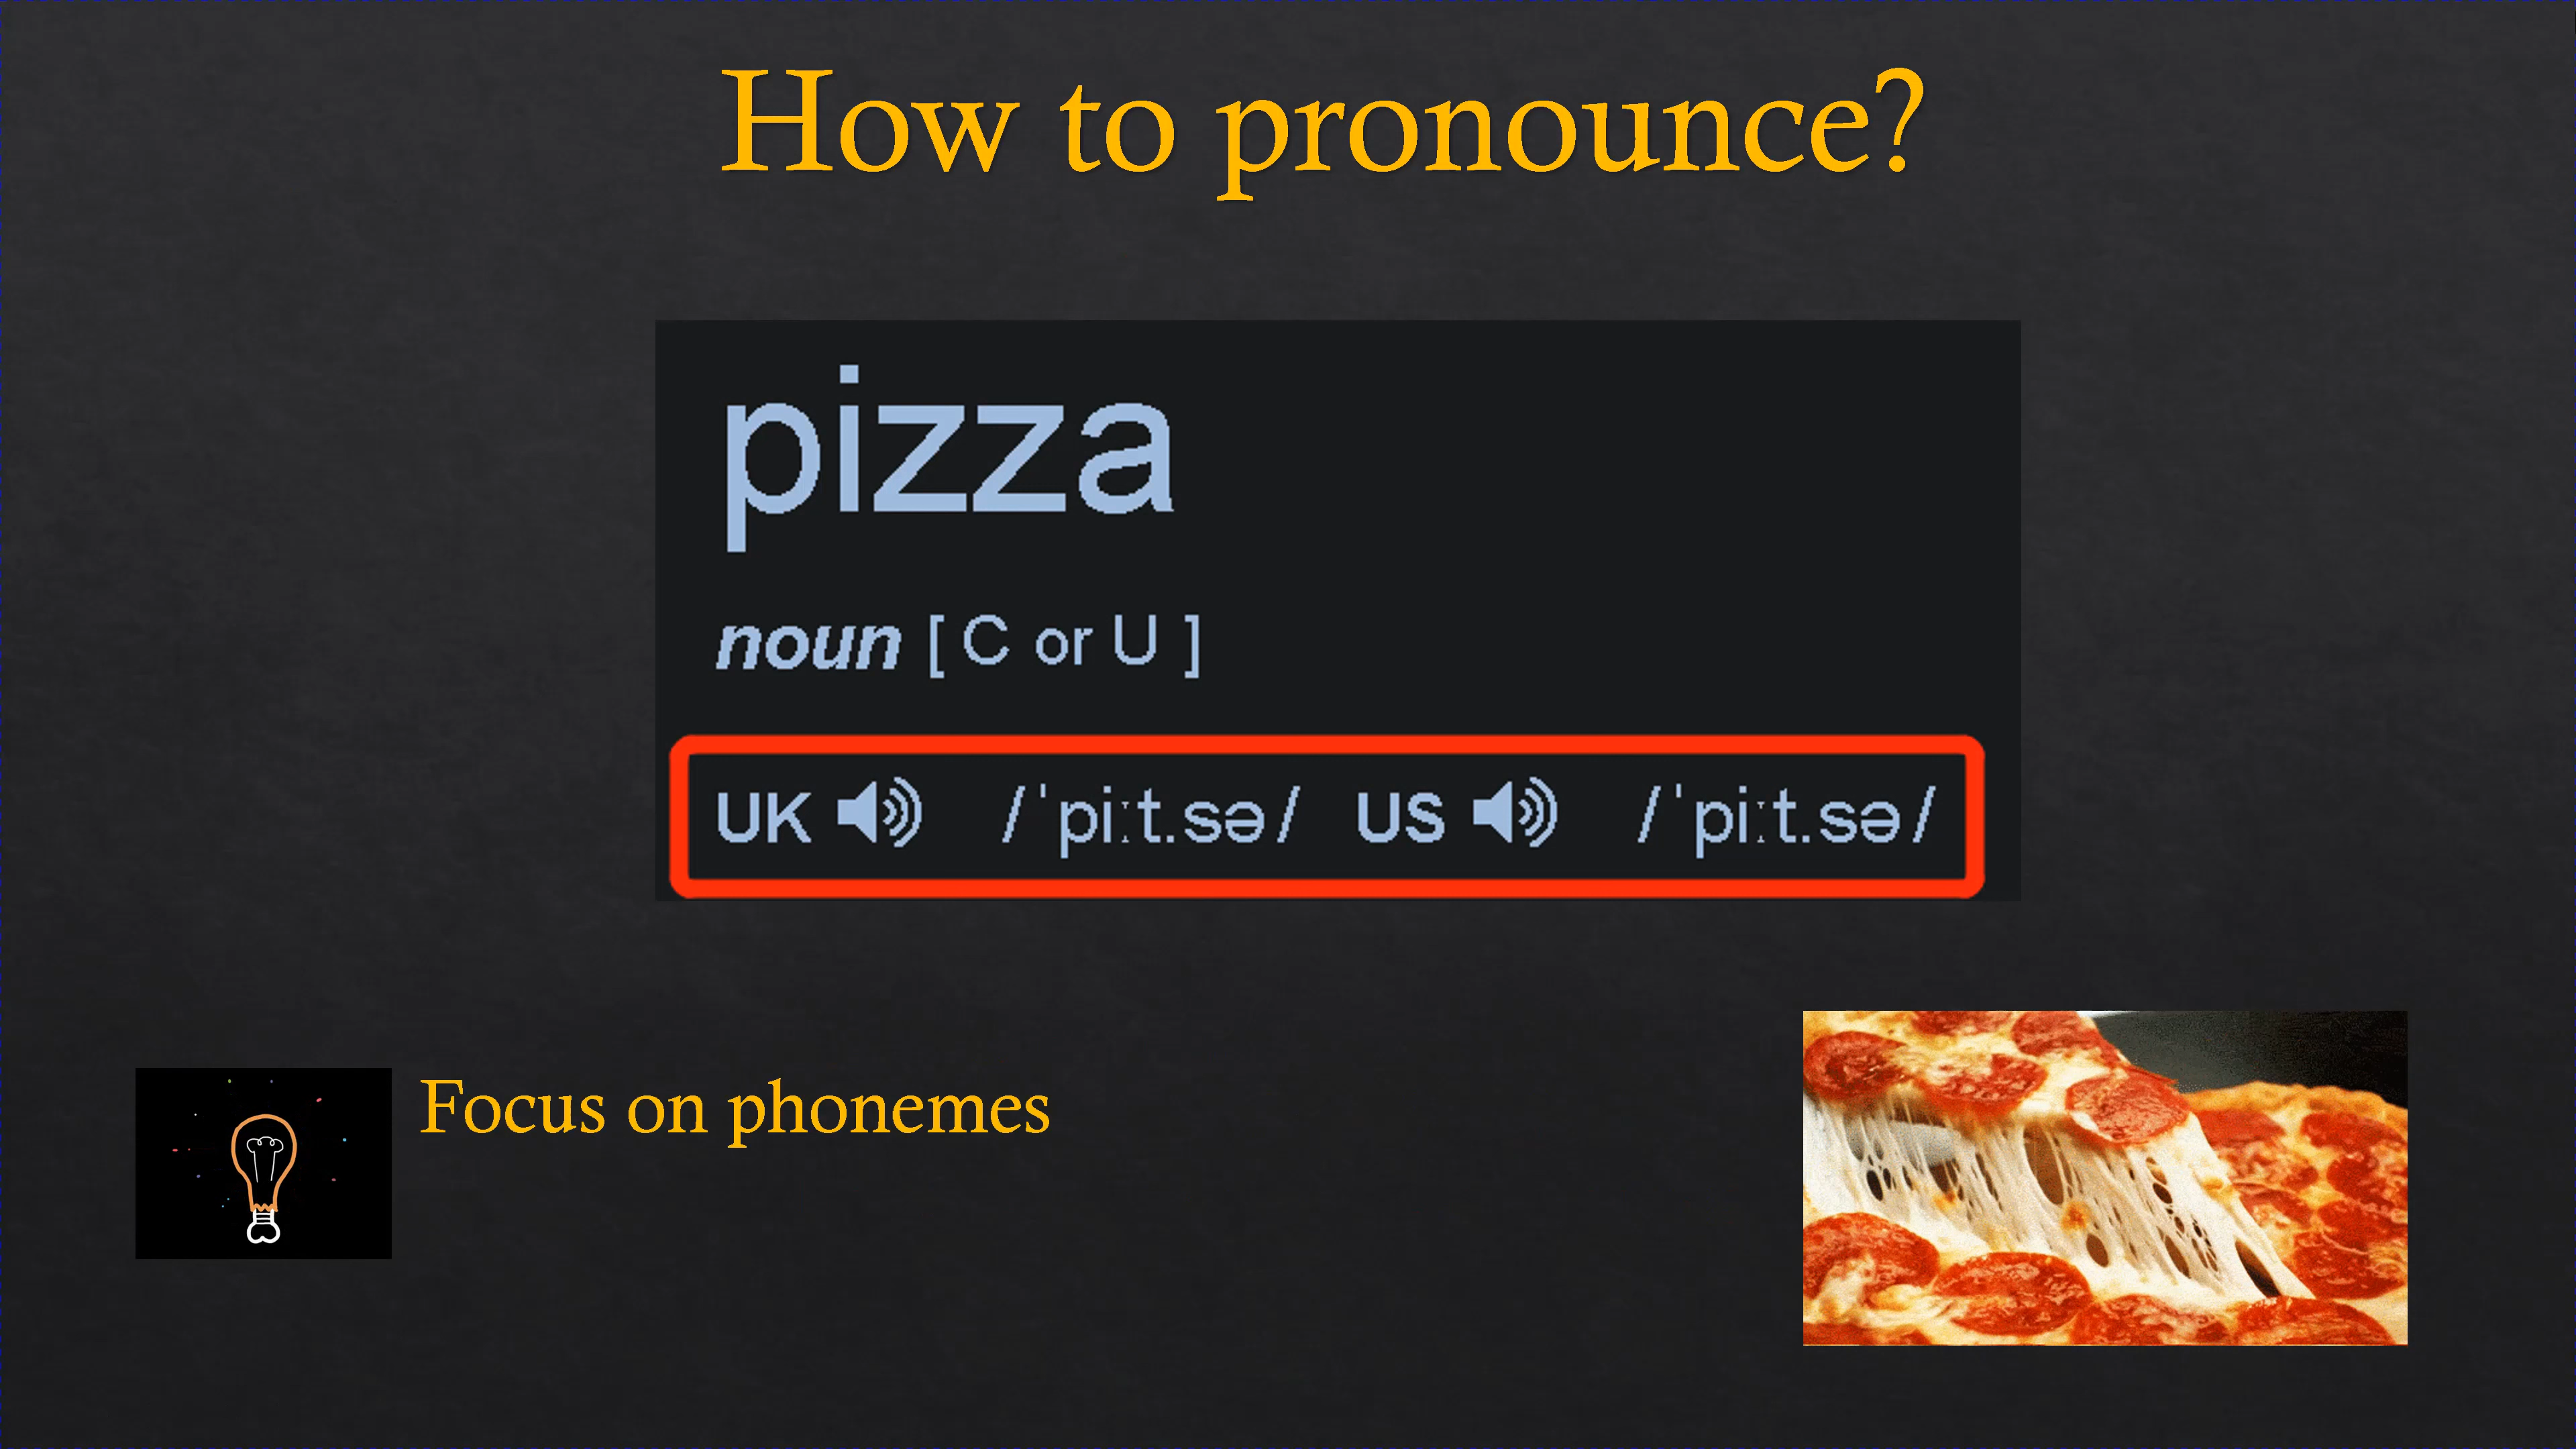 How to pronounce?
pizza
noun [ C or U ]
UK /ˈpiːt.sə/ US /ˈpiːt.sə/
Focus on phonemes